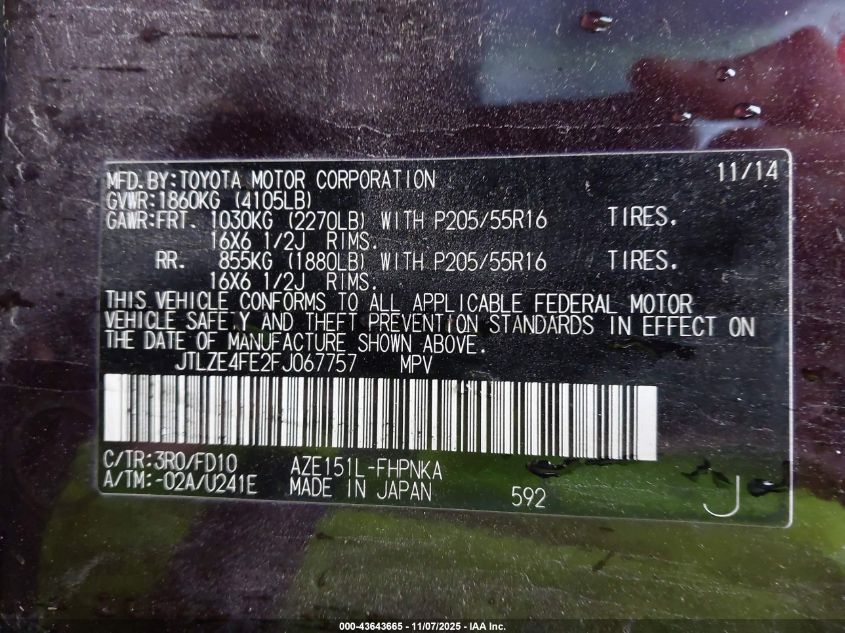 MFD.BY:TOYOTA MOTOR CORPORATION 11/14
GVWR:1860KG (4105LB)
GAWR:FRT. 1030KG (2270LB) WITH P205/55R16 TIRES.
16X6 1/2J RIMS.
RR. 855KG (1880LB) WITH P205/55R16 TIRES.
16X6 1/2J RIMS.
THIS VEHICLE CONFORMS TO ALL APPLICABLE FEDERAL MOTOR
VEHICLE SAFETY AND THEFT PREVENTION STANDARDS IN EFFECT ON
THE DATE OF MANUFACTURE SHOWN ABOVE.
JTLZE4FE2FJ067757 MPV
C/TR:3R0/FD10 AZE151L-FHPNKA
A/TM:-02A/U241E MADE IN JAPAN 592 J
000-43643665 - 11/07/2025 - IAA Inc.